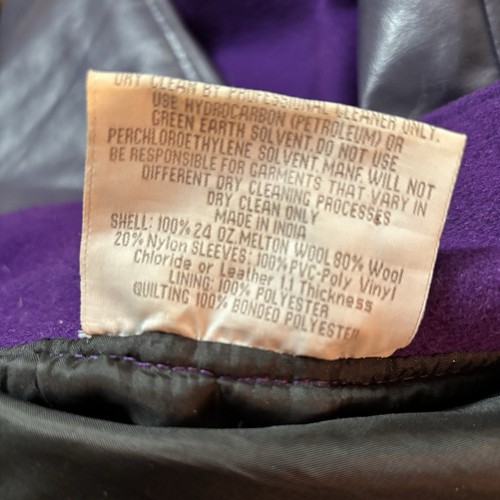 DRY CLEAN BY PROFESSIONAL CLEANER ONLY.
USE HYDROCARBON (PETROLEUM) OR
GREEN EARTH SOLVENT. DO NOT USE
PERCHLOROETHYLENE SOLVENT. MANF. WILL NOT
BE RESPONSIBLE FOR GARMENTS THAT VARY IN
DIFFERENT DRY CLEANING PROCESSES
DRY CLEAN ONLY
MADE IN INDIA
SHELL: 100% 24 OZ. MELTON WOOL 80% Wool
20% Nylon SLEEVES: 100% PVC-Poly Vinyl
Chloride or Leather 1.1 Thickness
LINING: 100% POLYESTER
QUILTING 100% BONDED POLYESTER